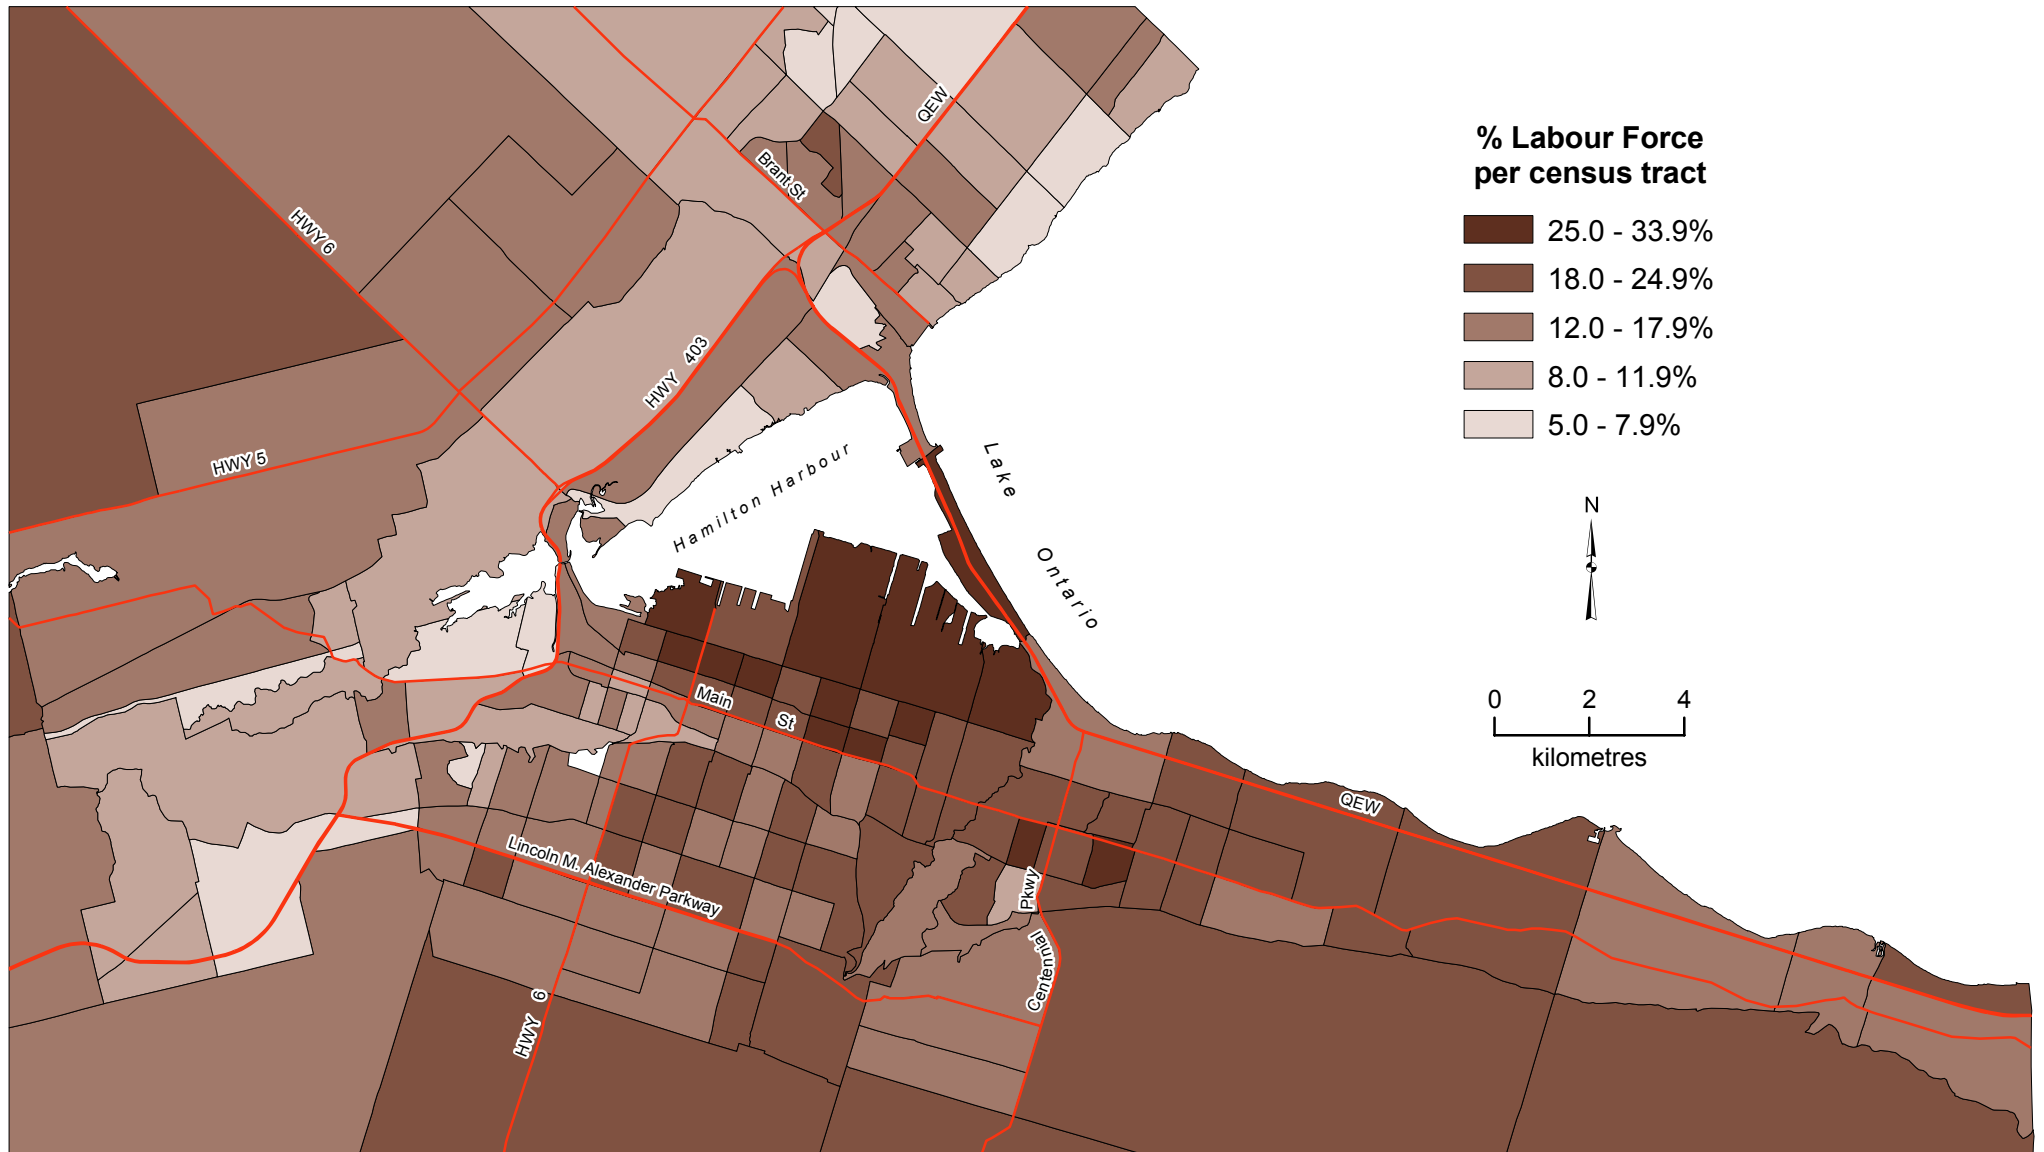 QEW
Brant St
HWY 6
HWY 403
HWY 5
Hamilton Harbour
Lake
Ontario
% Labour Force
per census tract
25.0 - 33.9%
18.0 - 24.9%
12.0 - 17.9%
8.0 - 11.9%
5.0 - 7.9%
N
0 2 4
kilometres
Main St
QEW
Lincoln M. Alexander Parkway
Centennial Pkwy
HWY 6